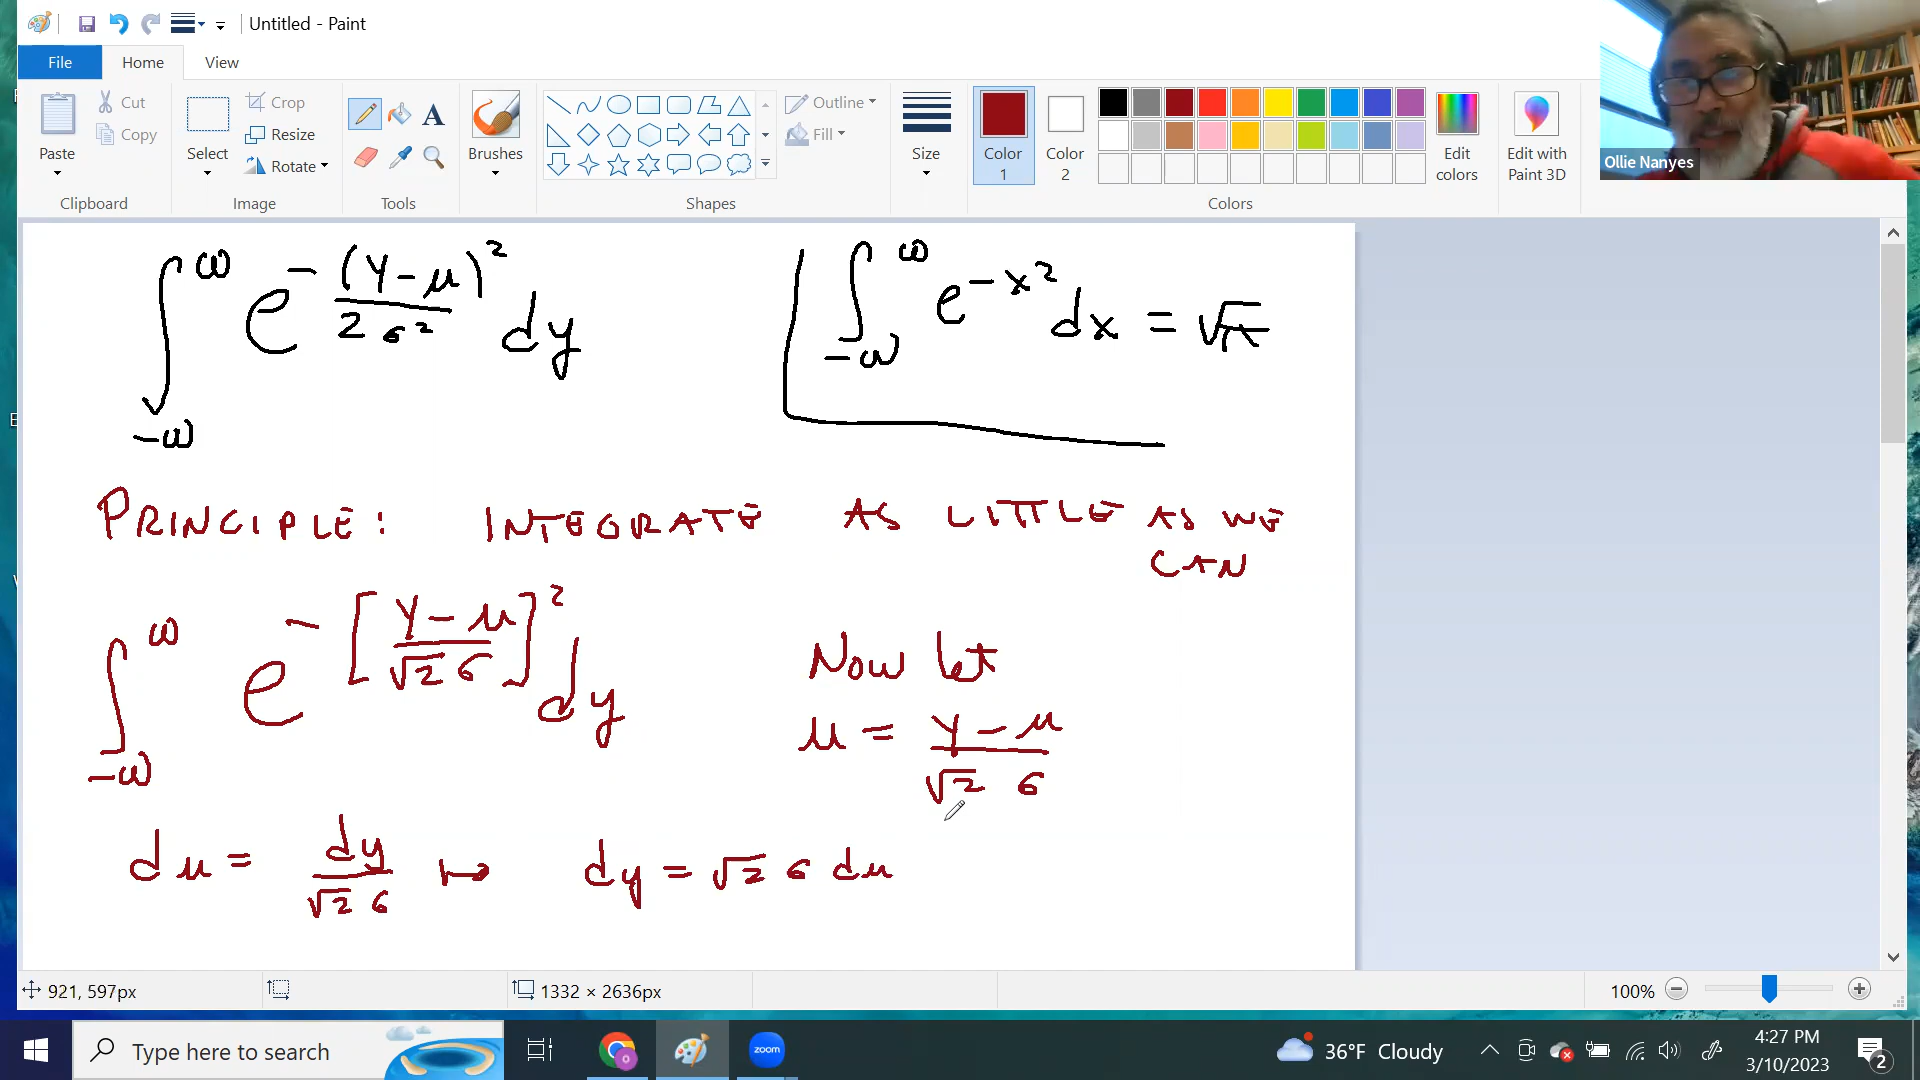 Untitled - Paint
File Home View
Paste
Cut
Copy
Clipboard
Select
Crop
Resize
Rotate
Image
Tools
Brushes
Shapes
Outline
Fill
Size
Color 1
Color 2
Edit colors
Edit with Paint 3D
Colors
Ollie Nanyes
∫_{-∞}^{∞} e^{-(y-μ)²/2σ²} dy
∫_{-∞}^{∞} e^{-x²} dx = √π
PRINCIPLE: INTEGRATE AS LITTLE AS WE
CAN
∫_{-∞}^{∞} e^{-[(y-μ)/(√2 σ)]²} dy
Now let
u = (y-μ)/(√2 σ)
du = dy/(√2 σ) ↦ dy = √2 σ du
921, 597px
1332 × 2636px
100%
Type here to search
zoom
36°F Cloudy
4:27 PM
3/10/2023
2